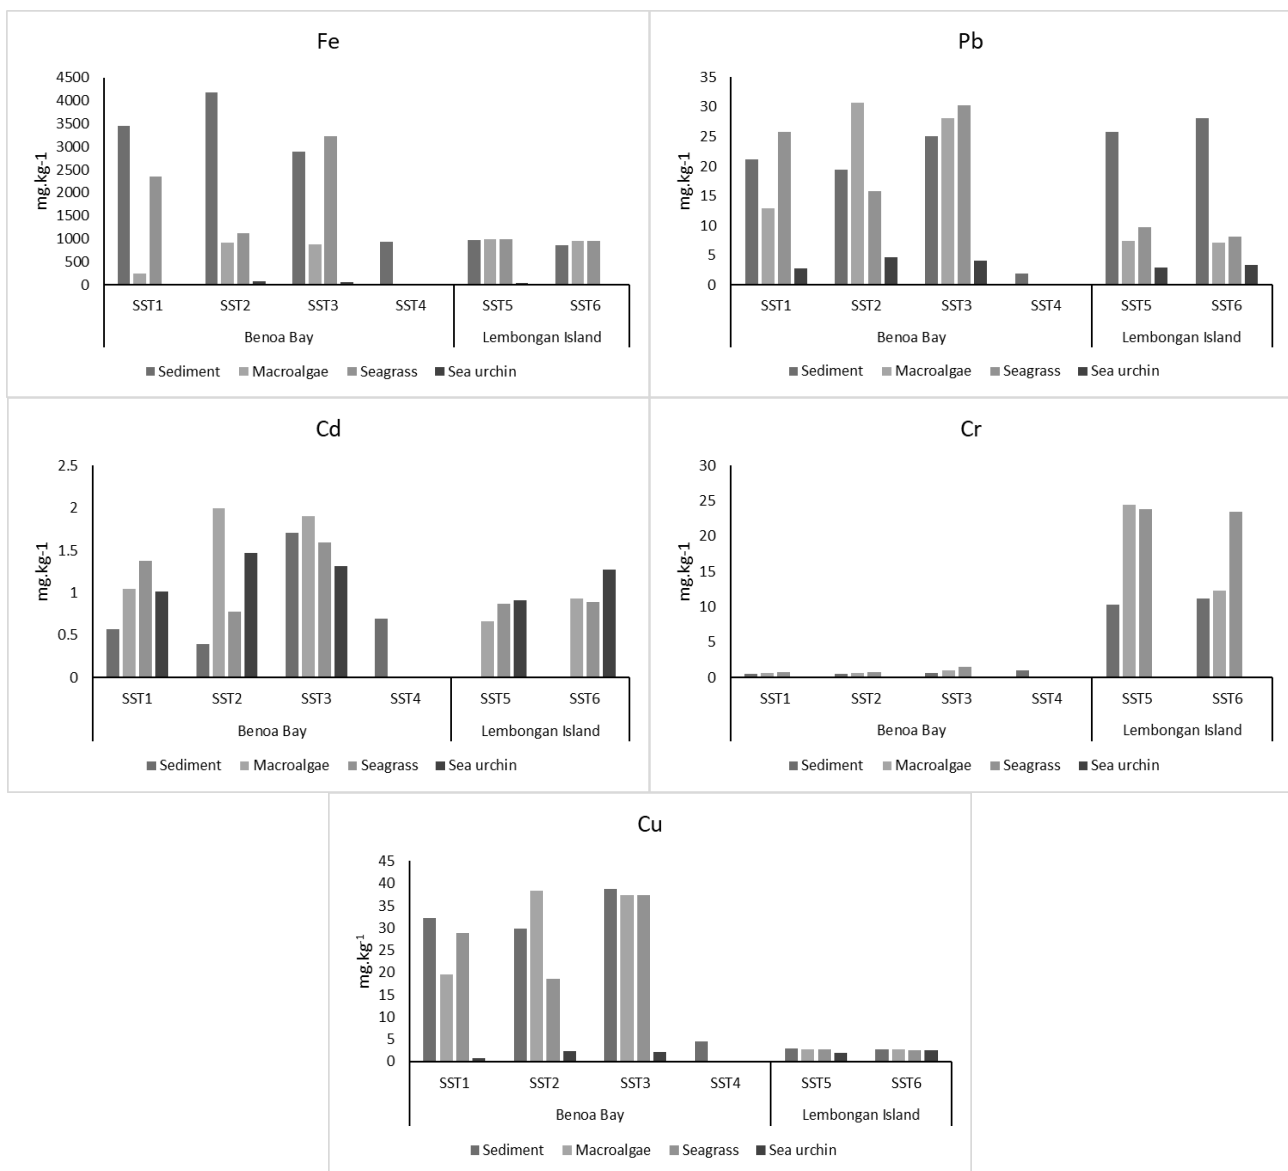 Fe
4500
4000
3500
3000
2500
2000
1500
1000
500
0
mg.kg-1
SST1 SST2 SST3 SST4 SST5 SST6
Benoa Bay Lembongan Island
Sediment Macroalgae Seagrass Sea urchin
Pb
35
30
25
20
15
10
5
0
mg.kg-1
SST1 SST2 SST3 SST4 SST5 SST6
Benoa Bay Lembongan Island
Sediment Macroalgae Seagrass Sea urchin
Cd
2.5
2
1.5
1
0.5
0
mg.kg-1
SST1 SST2 SST3 SST4 SST5 SST6
Benoa Bay Lembongan Island
Sediment Macroalgae Seagrass Sea urchin
Cr
30
25
20
15
10
5
0
mg.kg-1
SST1 SST2 SST3 SST4 SST5 SST6
Benoa Bay Lembongan Island
Sediment Macroalgae Seagrass Sea urchin
Cu
45
40
35
30
25
20
15
10
5
0
mg.kg⁻¹
SST1 SST2 SST3 SST4 SST5 SST6
Benoa Bay Lembongan Island
Sediment Macroalgae Seagrass Sea urchin